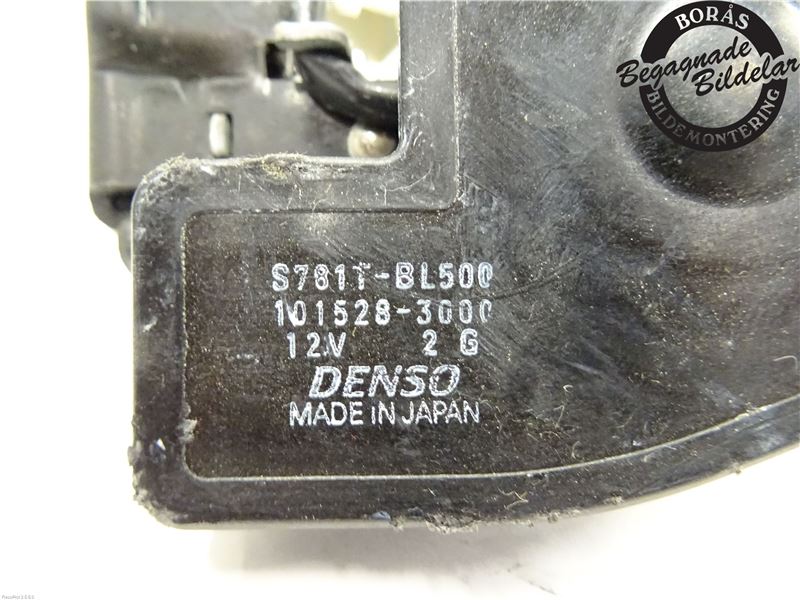 BORÅS
Begagnade
Bildelar
BILDEMONTERING
S781T-BL500
101528-3000
12V 2 G
DENSO
MADE IN JAPAN